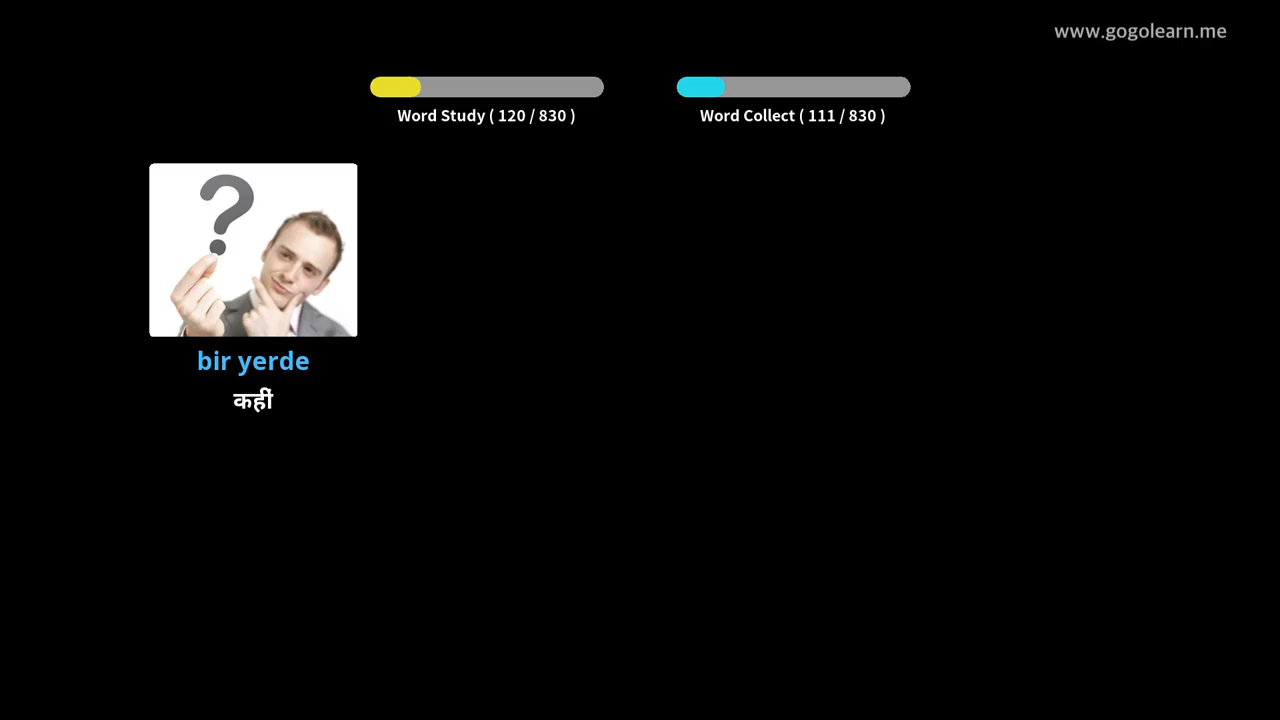 www.gogolearn.me
Word Study ( 120 / 830 )
Word Collect ( 111 / 830 )
?
bir yerde
कहीं